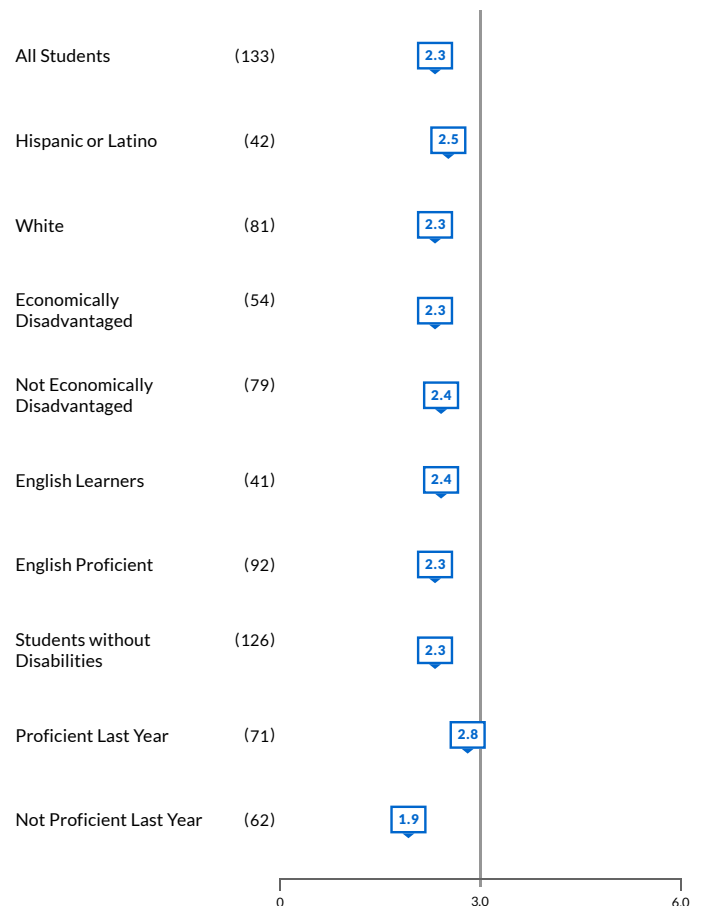 All Students (133) 2.3
Hispanic or Latino (42) 2.5
White (81) 2.3
Economically (54)
Disadvantaged 2.3
Not Economically (79)
Disadvantaged 2.4
English Learners (41) 2.4
English Proficient (92) 2.3
Students without (126)
Disabilities 2.3
Proficient Last Year (71) 2.8
Not Proficient Last Year (62) 1.9
0 3.0 6.0